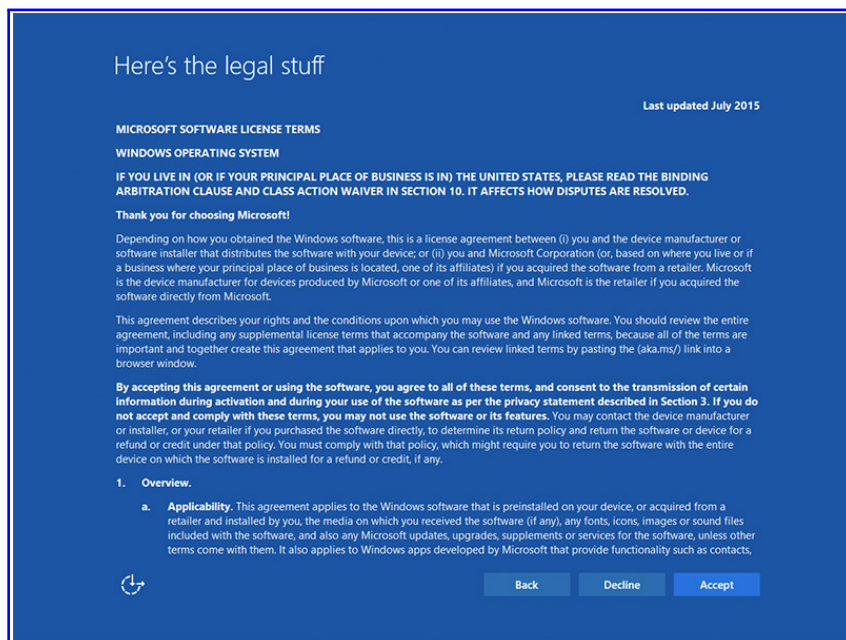 Here's the legal stuff
Last updated July 2015
MICROSOFT SOFTWARE LICENSE TERMS
WINDOWS OPERATING SYSTEM
IF YOU LIVE IN (OR IF YOUR PRINCIPAL PLACE OF BUSINESS IS IN) THE UNITED STATES, PLEASE READ THE BINDING
ARBITRATION CLAUSE AND CLASS ACTION WAIVER IN SECTION 10. IT AFFECTS HOW DISPUTES ARE RESOLVED.
Thank you for choosing Microsoft!
Depending on how you obtained the Windows software, this is a license agreement between (i) you and the device manufacturer or
software installer that distributes the software with your device; or (ii) you and Microsoft Corporation (or, based on where you live or if
a business where your principal place of business is located, one of its affiliates) if you acquired the software from a retailer. Microsoft
is the device manufacturer for devices produced by Microsoft or one of its affiliates, and Microsoft is the retailer if you acquired the
software directly from Microsoft.
This agreement describes your rights and the conditions upon which you may use the Windows software. You should review the entire
agreement, including any supplemental license terms that accompany the software and any linked terms, because all of the terms are
important and together create this agreement that applies to you. You can review linked terms by pasting the (aka.ms/) link into a
browser window.
By accepting this agreement or using the software, you agree to all of these terms, and consent to the transmission of certain
information during activation and during your use of the software as per the privacy statement described in Section 3. If you do
not accept and comply with these terms, you may not use the software or its features. You may contact the device manufacturer
or installer, or your retailer if you purchased the software directly, to determine its return policy and return the software or device for a
refund or credit under that policy. You must comply with that policy, which might require you to return the software with the entire
device on which the software is installed for a refund or credit, if any.
1. Overview.
a. Applicability. This agreement applies to the Windows software that is preinstalled on your device, or acquired from a
retailer and installed by you, the media on which you received the software (if any), any fonts, icons, images or sound files
included with the software, and also any Microsoft updates, upgrades, supplements or services for the software, unless other
terms come with them. It also applies to Windows apps developed by Microsoft that provide functionality such as contacts,
Back Decline Accept